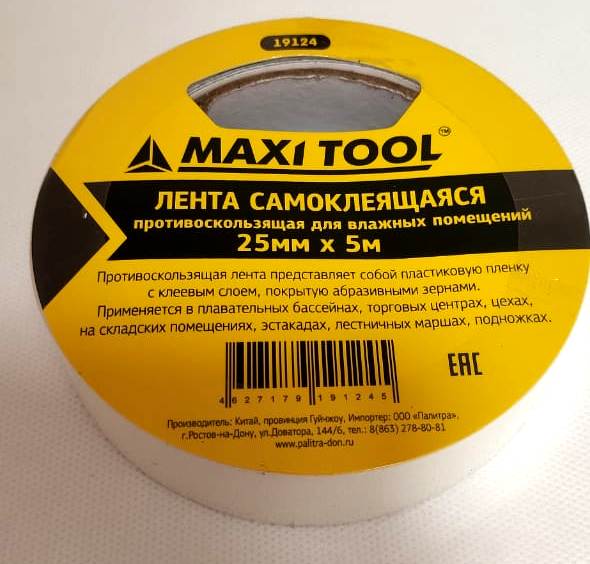 19124
MAXI TOOL™
ЛЕНТА САМОКЛЕЯЩАЯСЯ
противоскользящая для влажных помещений
25мм х 5м
Противоскользящая лента представляет собой пластиковую пленку
с клеевым слоем, покрытую абразивными зернами.
Применяется в плавательных бассейнах, торговых центрах, цехах,
на складских помещениях, эстакадах, лестничных маршах, подножках.
4 627179 191245
EAC
Производитель: Китай, провинция Гуйчжоу, Импортер: ООО «Палитра»,
г.Ростов-на-Дону, ул.Доватора, 144/6, тел.: 8(863) 278-80-81
www.palitra-don.ru